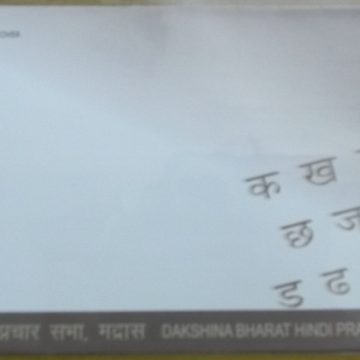 क ख
छ ज
ड ढ
प्रचार सभा, मद्रास DAKSHINA BHARAT HINDI PRA